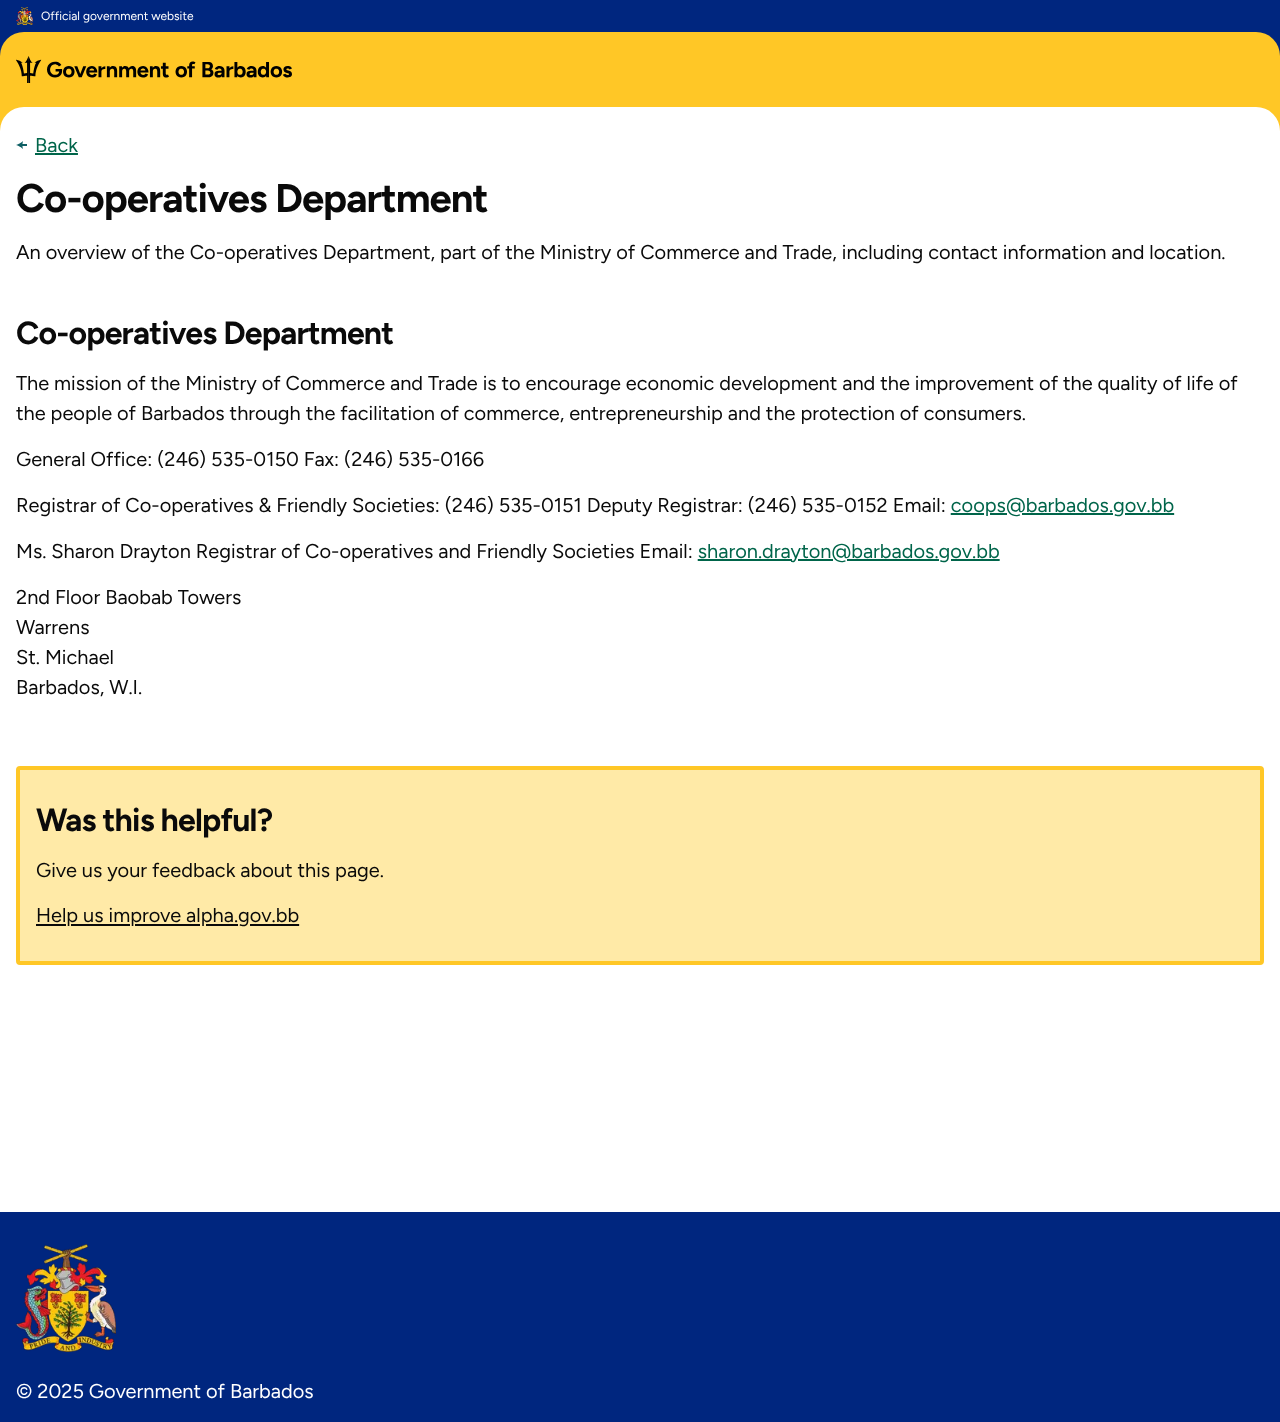 Official government website
Government of Barbados
Back
Co-operatives Department
An overview of the Co-operatives Department, part of the Ministry of Commerce and Trade, including contact information and location.
Co-operatives Department
The mission of the Ministry of Commerce and Trade is to encourage economic development and the improvement of the quality of life of
the people of Barbados through the facilitation of commerce, entrepreneurship and the protection of consumers.
General Office: (246) 535-0150 Fax: (246) 535-0166
Registrar of Co-operatives & Friendly Societies: (246) 535-0151 Deputy Registrar: (246) 535-0152 Email: coops@barbados.gov.bb
Ms. Sharon Drayton Registrar of Co-operatives and Friendly Societies Email: sharon.drayton@barbados.gov.bb
2nd Floor Baobab Towers
Warrens
St. Michael
Barbados, W.I.
Was this helpful?
Give us your feedback about this page.
Help us improve alpha.gov.bb
PRIDE AND INDUSTRY
© 2025 Government of Barbados